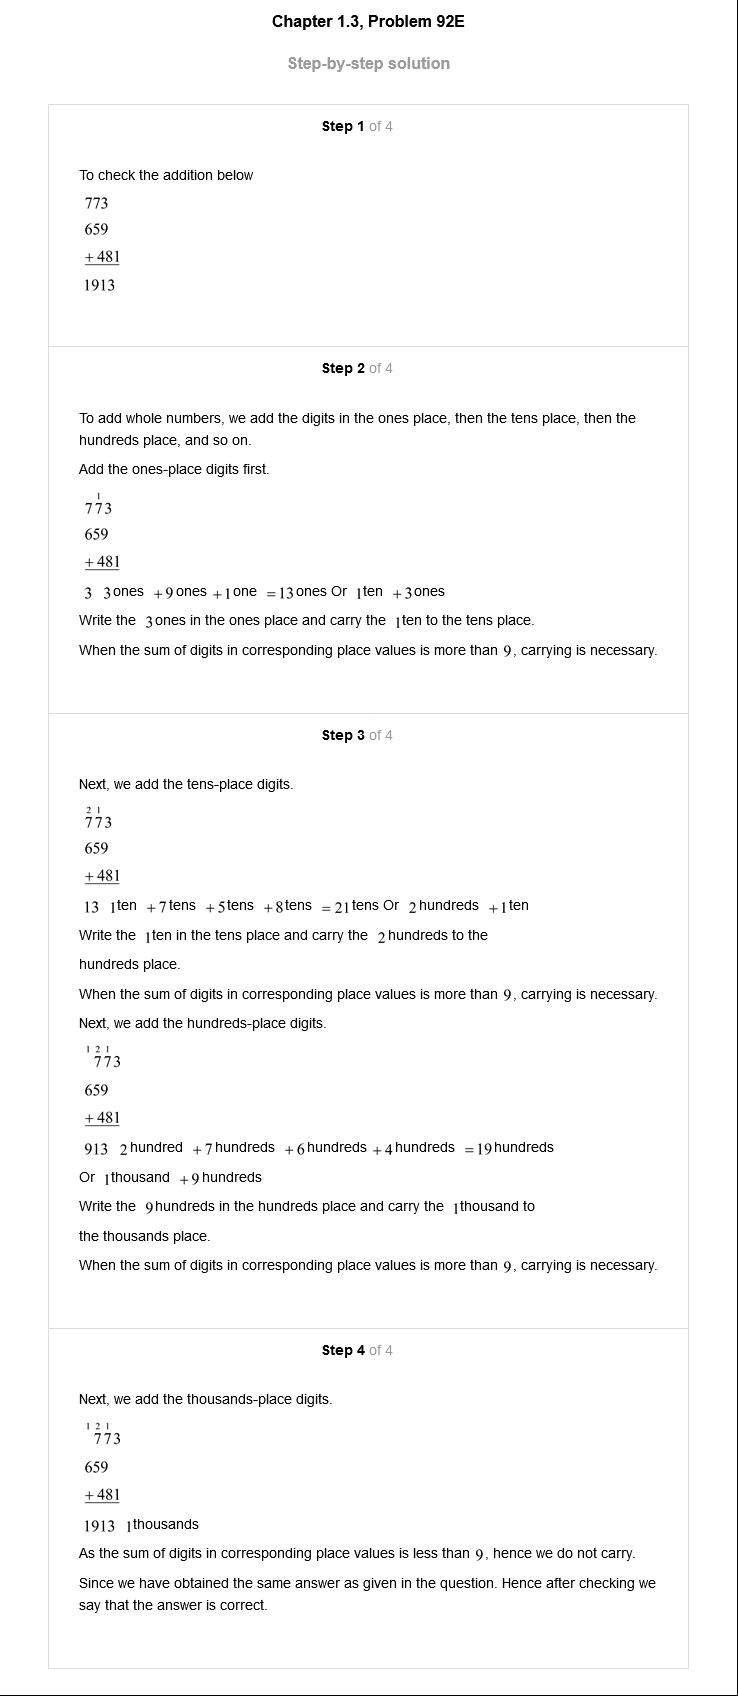 Chapter 1.3, Problem 92E
Step-by-step solution
Step 1 of 4
To check the addition below
773
659
+ 481
1913
Step 2 of 4
To add whole numbers, we add the digits in the ones place, then the tens place, then the
hundreds place, and so on.
Add the ones-place digits first.
1
773
659
+ 481
3 3 ones + 9 ones + 1 one = 13 ones Or 1 ten + 3 ones
Write the 3 ones in the ones place and carry the 1 ten to the tens place.
When the sum of digits in corresponding place values is more than 9, carrying is necessary.
Step 3 of 4
Next, we add the tens-place digits.
2 1
773
659
+ 481
13 1 ten + 7 tens + 5 tens + 8 tens = 21 tens Or 2 hundreds + 1 ten
Write the 1 ten in the tens place and carry the 2 hundreds to the
hundreds place.
When the sum of digits in corresponding place values is more than 9, carrying is necessary.
Next, we add the hundreds-place digits.
1 2 1
773
659
+ 481
913 2 hundred + 7 hundreds + 6 hundreds + 4 hundreds = 19 hundreds
Or 1 thousand + 9 hundreds
Write the 9 hundreds in the hundreds place and carry the 1 thousand to
the thousands place.
When the sum of digits in corresponding place values is more than 9, carrying is necessary.
Step 4 of 4
Next, we add the thousands-place digits.
1 2 1
773
659
+ 481
1913 1 thousands
As the sum of digits in corresponding place values is less than 9, hence we do not carry.
Since we have obtained the same answer as given in the question. Hence after checking we
say that the answer is correct.